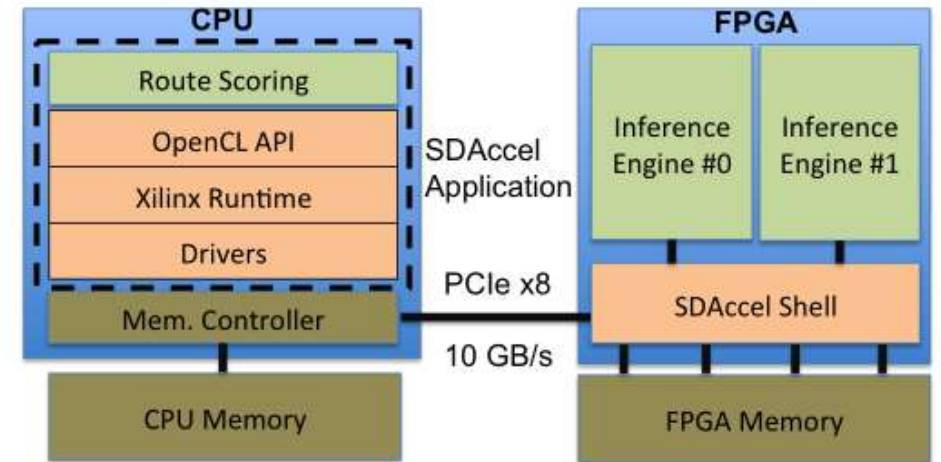 CPU
Route Scoring
OpenCL API
Xilinx Runtime
Drivers
Mem. Controller
CPU Memory
SDAccel
Application
PCIe x8
10 GB/s
FPGA
Inference
Engine #0
Inference
Engine #1
SDAccel Shell
FPGA Memory